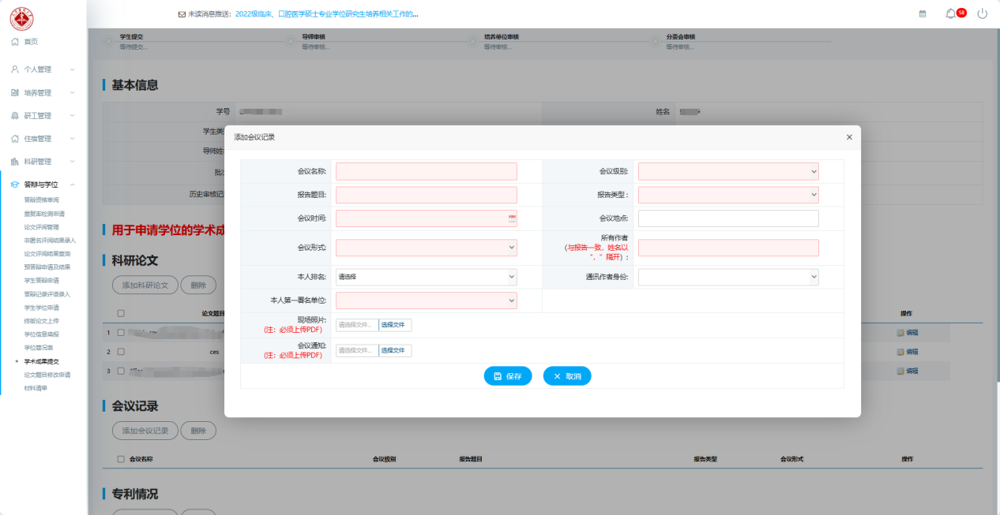 未读消息推送: 2022级临床、口腔医学硕士专业学位研究生培养相关工作的...
58
首页
个人管理
培养管理
研工管理
住宿管理
科研管理
答辩与学位
答辩资格审阅
重复率检测申请
论文评阅管理
非匿名评阅结果录入
论文评阅结果查询
预答辩申请及结果
学生答辩申请
答辩记录评语录入
学生学位申请
终版论文上传
学位信息填报
学位简况表
学术成果提交
论文题目修改申请
材料清单
学生提交
等待提交...
导师审核
等待审核...
培养单位审核
等待审核...
分委会审核
等待审核...
基本信息
学号
姓名
学生类
导师姓
批
历史审核记
用于申请学位的学术成
科研论文
添加科研论文
删除
论文题目
操作
1
编辑
2
ces
编辑
3
编辑
会议记录
添加会议记录
删除
会议名称
会议级别
报告题目
报告类型
会议形式
操作
专利情况
添加会议记录
会议名称:
会议级别:
报告题目:
报告类型:
会议时间:
会议地点:
会议形式:
所有作者
(与报告一致，姓名以
“，”隔开):
本人排名:
请选择
通讯作者身份:
本人第一署名单位:
现场照片:
(注：必须上传PDF)
请选择文件...
选择文件
会议通知:
(注：必须上传PDF)
请选择文件...
选择文件
保存
取消